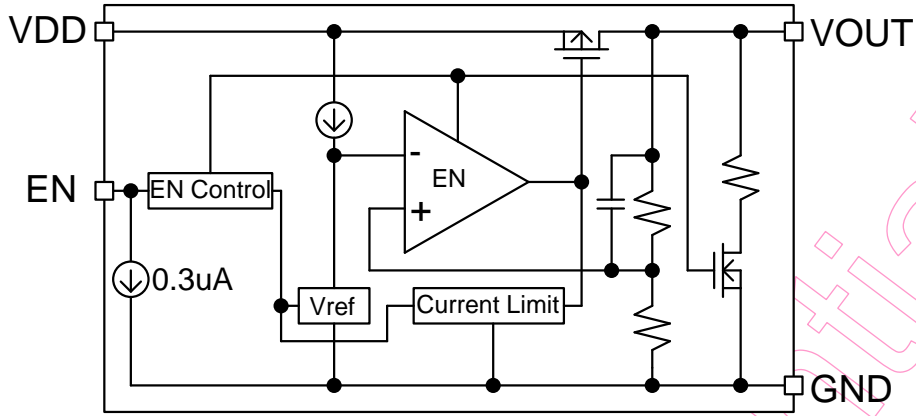 VDD
VOUT
-
EN
+
EN
EN Control
0.3uA
Vref
Current Limit
GND